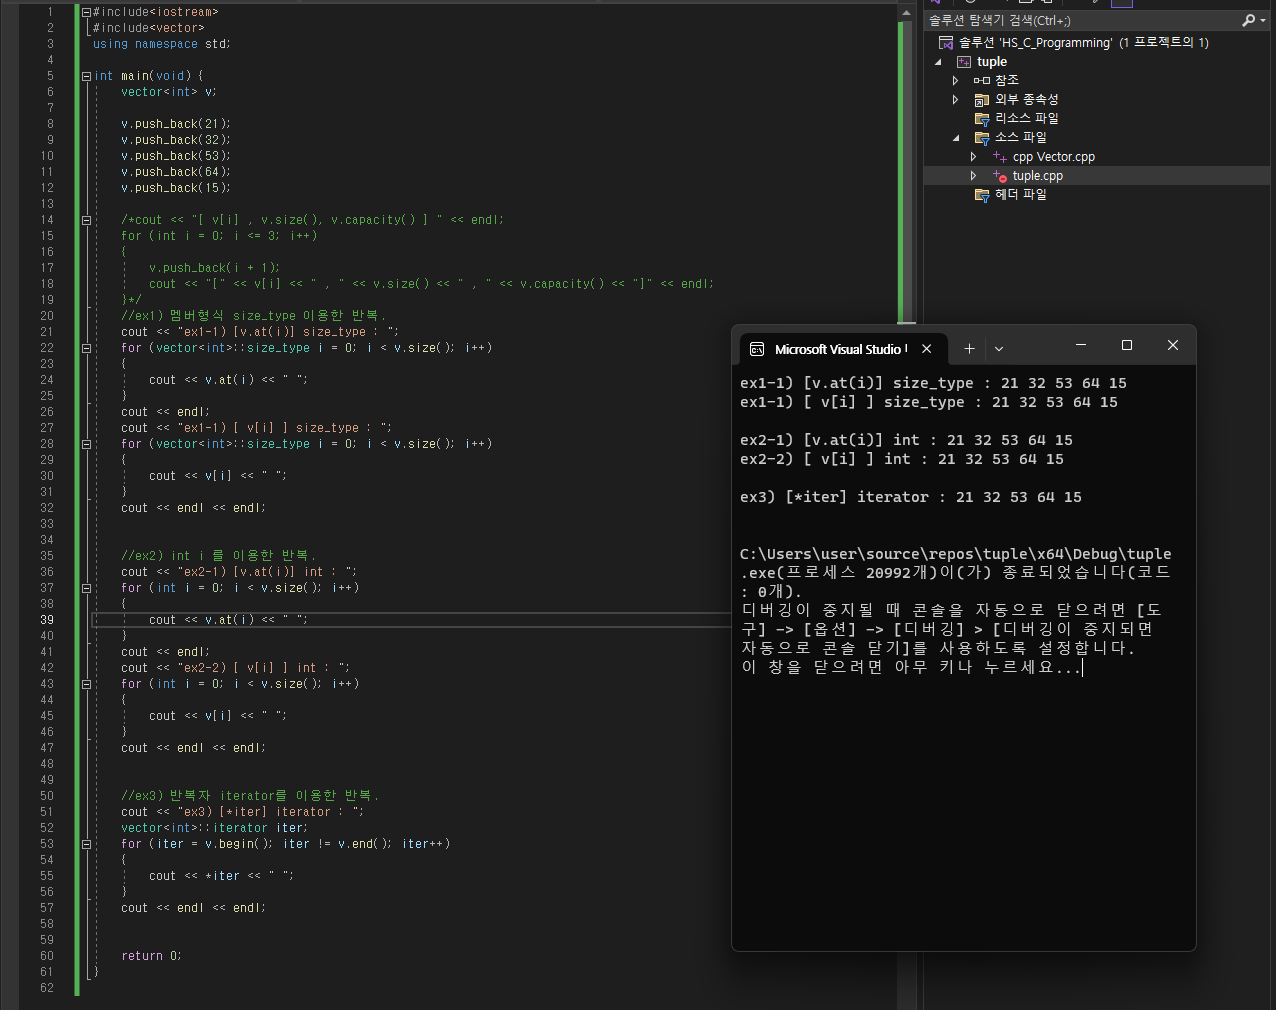 1 #include<iostream>
2 #include<vector>
3 using namespace std;
4
5 int main(void) {
6 vector<int> v;
7
8 v.push_back(21);
9 v.push_back(32);
10 v.push_back(53);
11 v.push_back(64);
12 v.push_back(15);
13
14 /*cout << "[ v[i] , v.size(), v.capacity() ] " << endl;
15 for (int i = 0; i <= 3; i++)
16 {
17 v.push_back(i + 1);
18 cout << "[" << v[i] << " , " << v.size() << " , " << v.capacity() << "]" << endl;
19 }*/
20 //ex1) 멤버형식 size_type 이용한 반복.
21 cout << "ex1-1) [v.at(i)] size_type : ";
22 for (vector<int>::size_type i = 0; i < v.size(); i++)
23 {
24 cout << v.at(i) << " ";
25 }
26 cout << endl;
27 cout << "ex1-1) [ v[i] ] size_type : ";
28 for (vector<int>::size_type i = 0; i < v.size(); i++)
29 {
30 cout << v[i] << " ";
31 }
32 cout << endl << endl;
33
34
35 //ex2) int i 를 이용한 반복.
36 cout << "ex2-1) [v.at(i)] int : ";
37 for (int i = 0; i < v.size(); i++)
38 {
39 cout << v.at(i) << " ";
40 }
41 cout << endl;
42 cout << "ex2-2) [ v[i] ] int : ";
43 for (int i = 0; i < v.size(); i++)
44 {
45 cout << v[i] << " ";
46 }
47 cout << endl << endl;
48
49
50 //ex3) 반복자 iterator를 이용한 반복.
51 cout << "ex3) [*iter] iterator : ";
52 vector<int>::iterator iter;
53 for (iter = v.begin(); iter != v.end(); iter++)
54 {
55 cout << *iter << " ";
56 }
57 cout << endl << endl;
58
59
60 return 0;
61 }
62
솔루션 탐색기 검색(Ctrl+;)
솔루션 'HS_C_Programming' (1 프로젝트의 1)
tuple
참조
외부 종속성
리소스 파일
소스 파일
cpp Vector.cpp
tuple.cpp
헤더 파일
Microsoft Visual Studio
ex1-1) [v.at(i)] size_type : 21 32 53 64 15
ex1-1) [ v[i] ] size_type : 21 32 53 64 15
ex2-1) [v.at(i)] int : 21 32 53 64 15
ex2-2) [ v[i] ] int : 21 32 53 64 15
ex3) [*iter] iterator : 21 32 53 64 15
C:\Users\user\source\repos\tuple\x64\Debug\tuple
.exe(프로세스 20992개)이(가) 종료되었습니다(코드
: 0개).
디버깅이 중지될 때 콘솔을 자동으로 닫으려면 [도
구] -> [옵션] -> [디버깅] > [디버깅이 중지되면
자동으로 콘솔 닫기]를 사용하도록 설정합니다.
이 창을 닫으려면 아무 키나 누르세요...